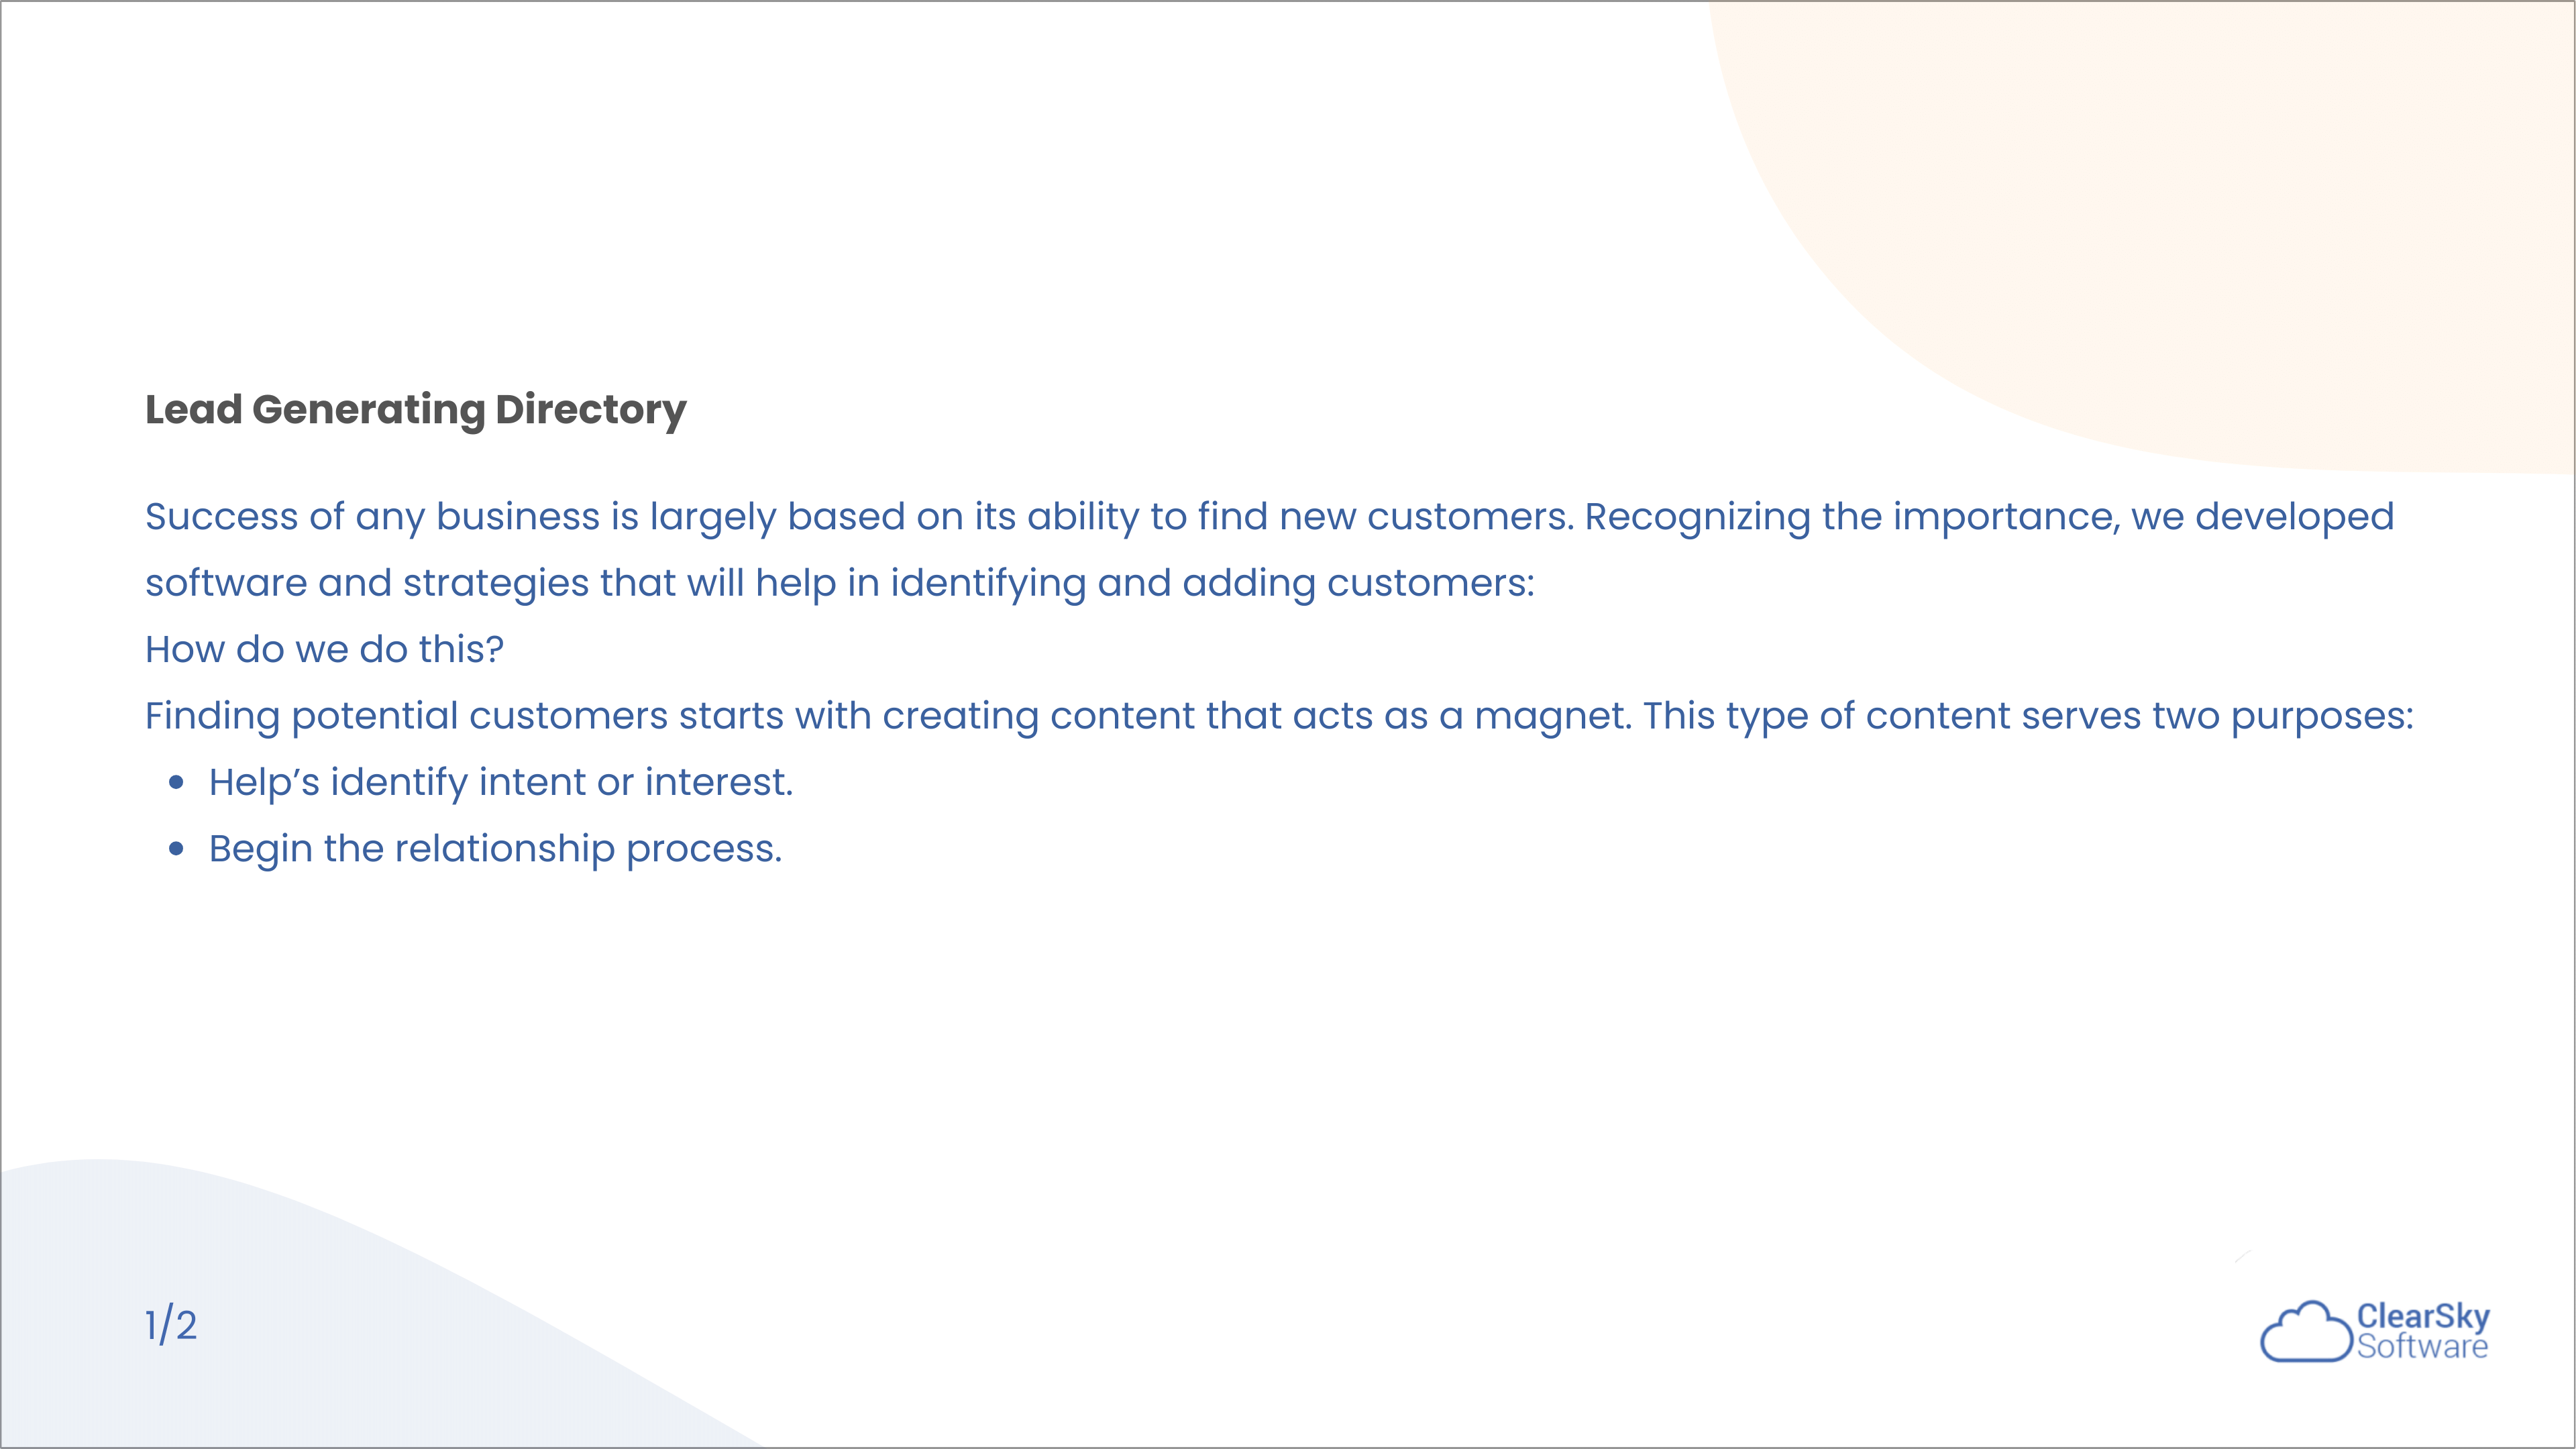 Lead Generating Directory
Success of any business is largely based on its ability to find new customers. Recognizing the importance, we developed
software and strategies that will help in identifying and adding customers:
How do we do this?
Finding potential customers starts with creating content that acts as a magnet. This type of content serves two purposes:
• Help’s identify intent or interest.
• Begin the relationship process.
1/2
ClearSky
Software